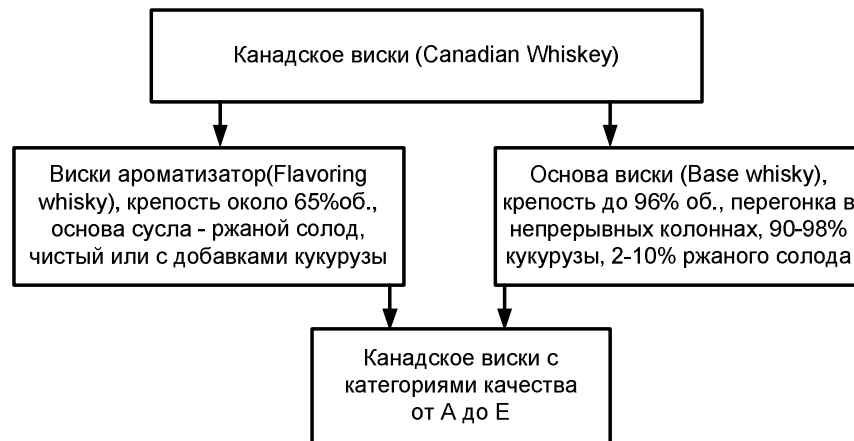 Канадское виски (Canadian Whiskey)
Виски ароматизатор(Flavoring
whisky), крепость около 65%об.,
основа сусла - ржаной солод,
чистый или с добавками кукурузы
Основа виски (Base whisky),
крепость до 96% об., перегонка в
непрерывных колоннах, 90-98%
кукурузы, 2-10% ржаного солода
Канадское виски с
категориями качества
от А до Е